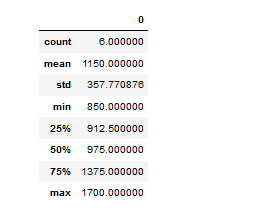 0
count 6.000000
mean 1150.000000
std 357.770876
min 850.000000
25% 912.500000
50% 975.000000
75% 1375.000000
max 1700.000000